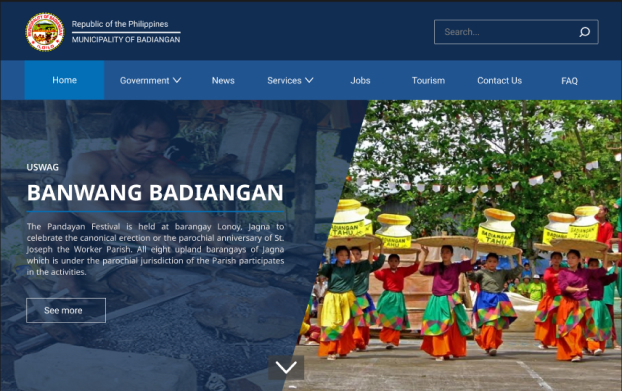 Republic of the Philippines
MUNICIPALITY OF BADIANGAN
Search...
Home
Government
News
Services
Jobs
Tourism
Contact Us
FAQ
USWAG
BANWANG BADIANGAN
The Pandayan Festival is held at barangay Lonoy, Jagna to
celebrate the canonical erection or the parochial anniversary of St.
Joseph the Worker Parish. All eight upland barangays of Jagna
which is under the parochial jurisdiction of the Parish participates
in the activities.
See more
BADIANGAN
TAHU
BADIANGAN
TAHU
BADIANGAN
TAHU